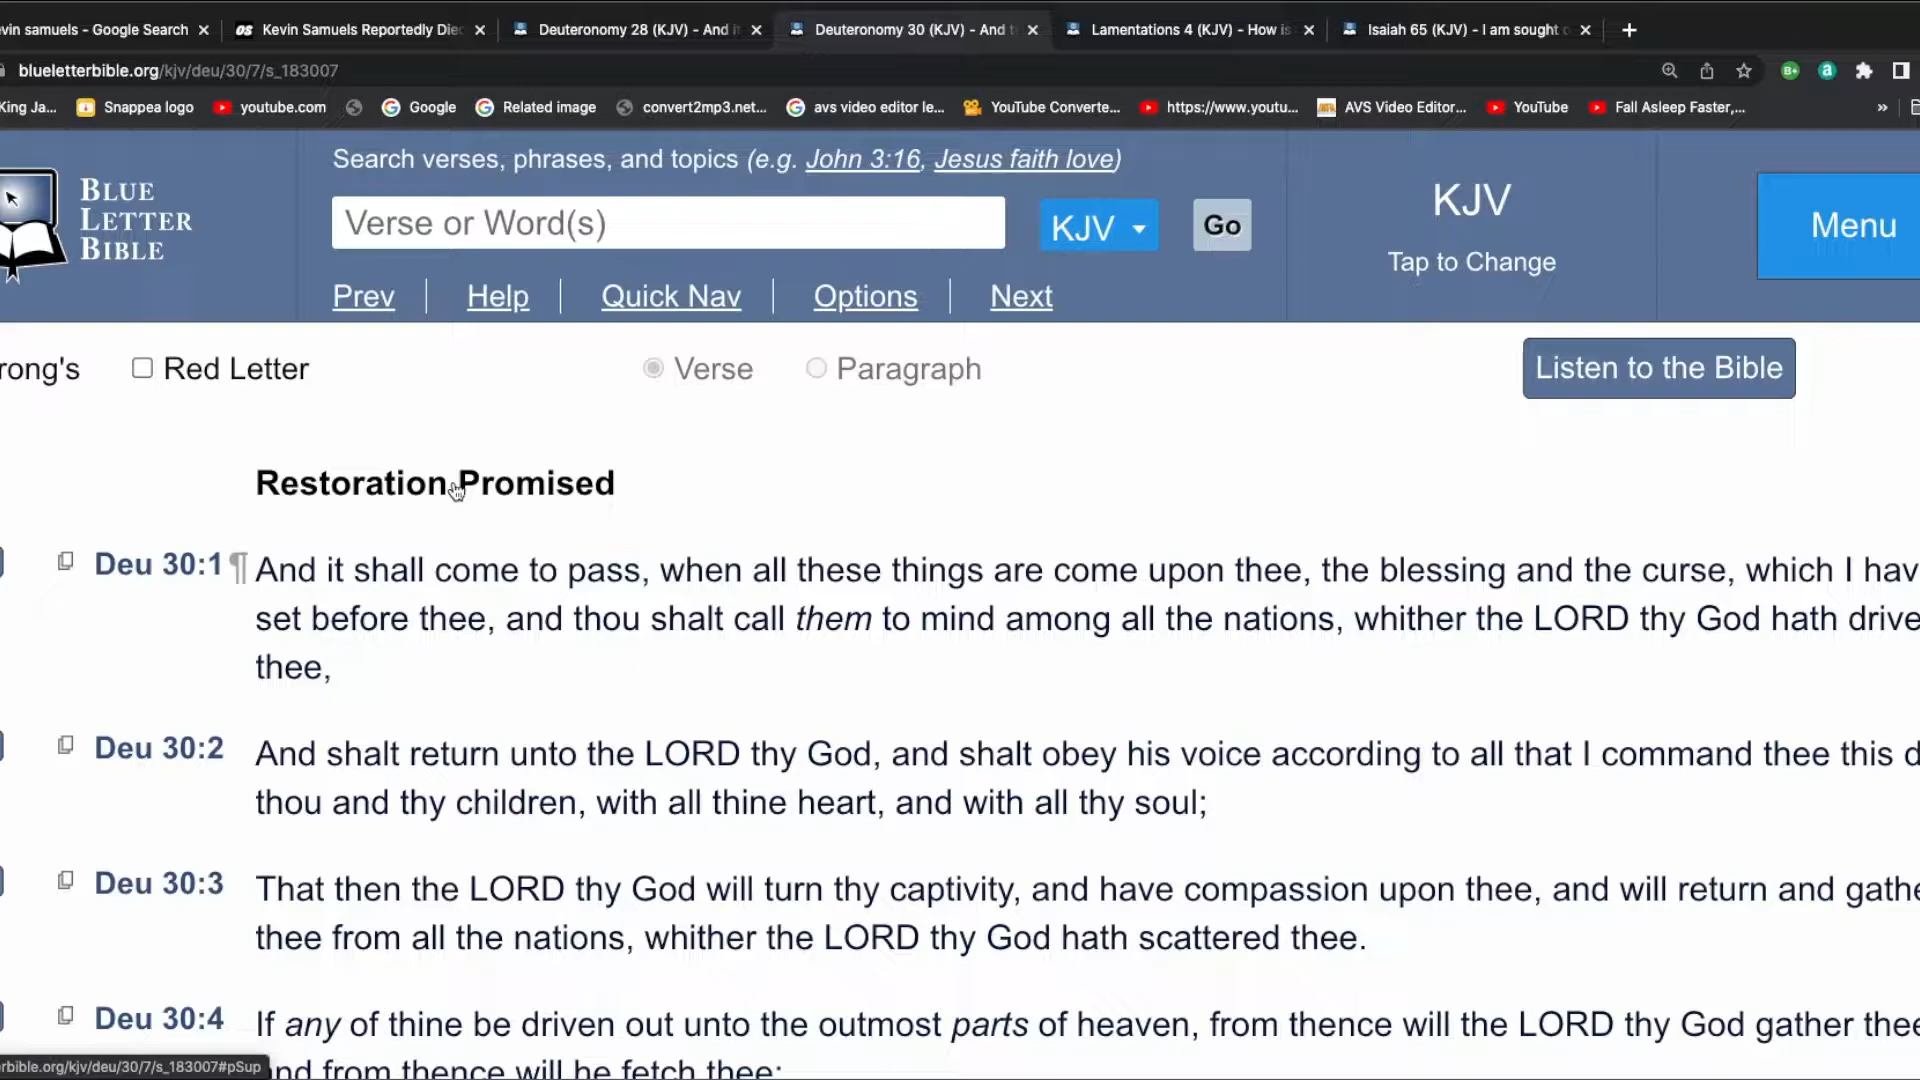 vin samuels - Google Search
Kevin Samuels Reportedly Die
Deuteronomy 28 (KJV) - And i
Deuteronomy 30 (KJV) - And t
Lamentations 4 (KJV) - How is
Isaiah 65 (KJV) - I am sought
blueletterbible.org/kjv/deu/30/7/s_183007
King Ja...
Snappea logo
youtube.com
Google
Related image
convert2mp3.net...
avs video editor le...
YouTube Converte...
https://www.youtu...
AVS Video Editor...
YouTube
Fall Asleep Faster,...
»
Search verses, phrases, and topics (e.g. John 3:16, Jesus faith love)
BLUE
LETTER
BIBLE
Verse or Word(s)
KJV
Go
KJV
Tap to Change
Menu
Prev
Help
Quick Nav
Options
Next
rong's
Red Letter
Verse
Paragraph
Listen to the Bible
Restoration Promised
Deu 30:1 ¶ And it shall come to pass, when all these things are come upon thee, the blessing and the curse, which I hav
set before thee, and thou shalt call them to mind among all the nations, whither the LORD thy God hath drive
thee,
Deu 30:2 And shalt return unto the LORD thy God, and shalt obey his voice according to all that I command thee this d
thou and thy children, with all thine heart, and with all thy soul;
Deu 30:3 That then the LORD thy God will turn thy captivity, and have compassion upon thee, and will return and gathe
thee from all the nations, whither the LORD thy God hath scattered thee.
Deu 30:4 If any of thine be driven out unto the outmost parts of heaven, from thence will the LORD thy God gather thee
and from thence will he fetch thee:
rbible.org/kjv/deu/30/7/s_183007#pSup